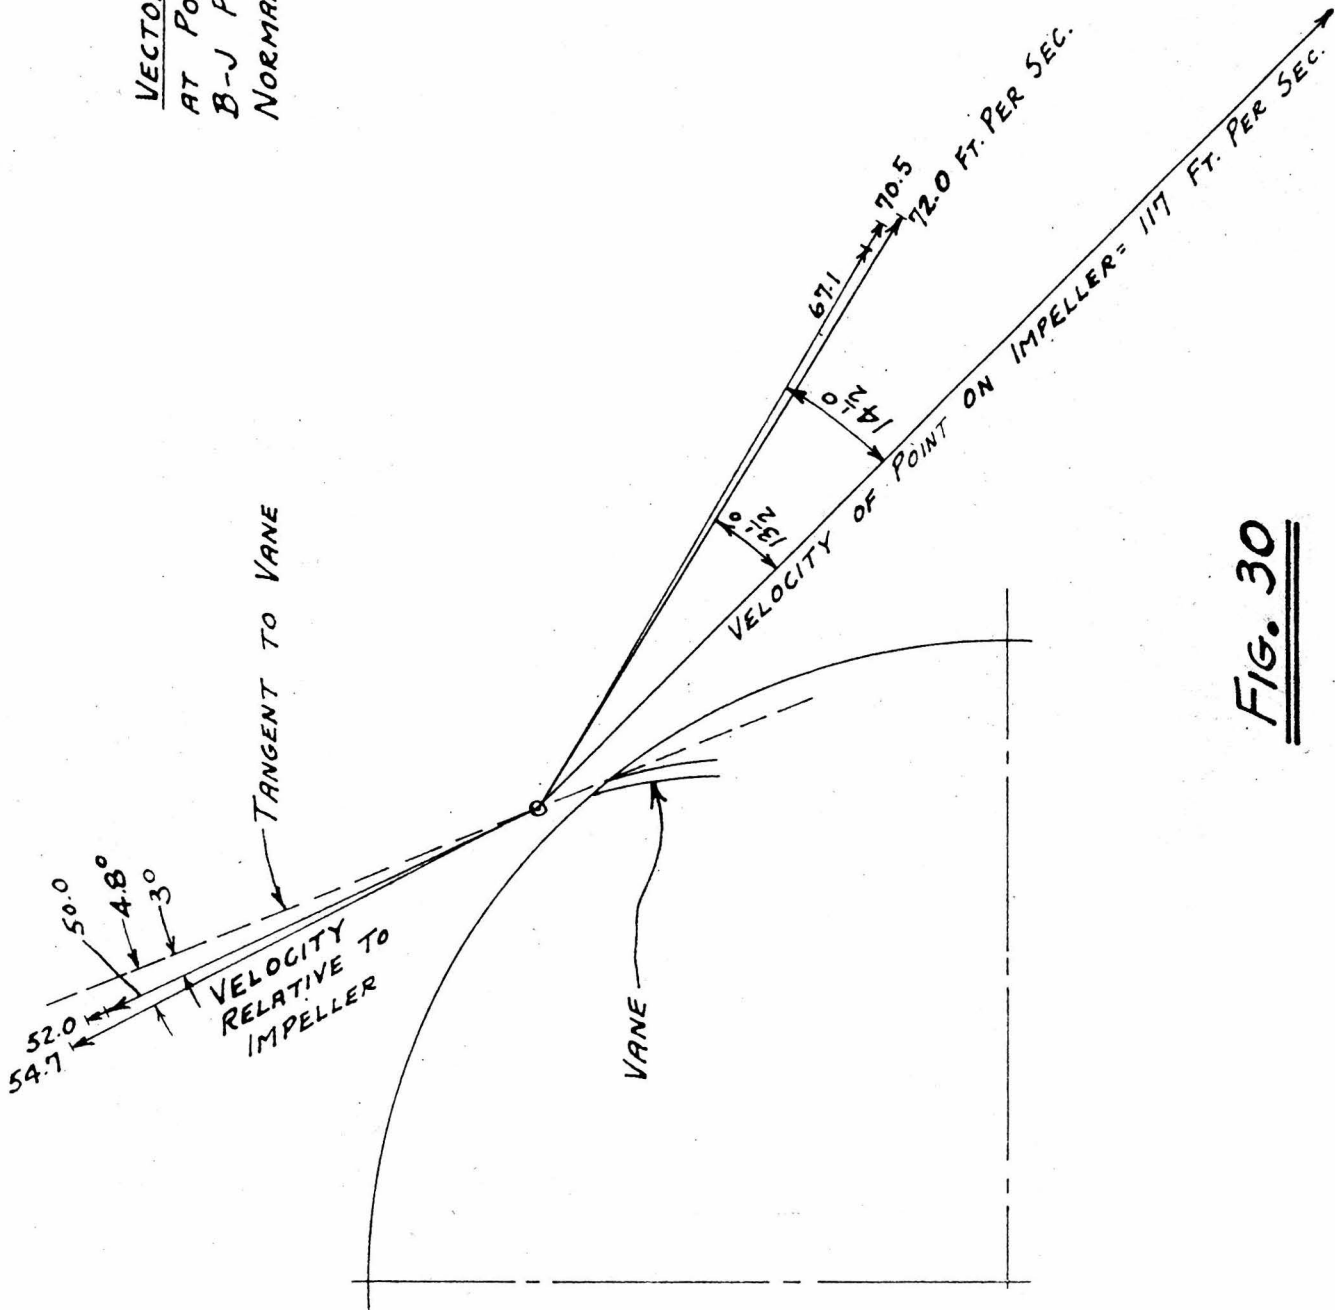 VECTO
AT PO
B-J P
NORMA
TANGENT TO VANE
50.0
4.8°
3°
52.0
54.7
VELOCITY
RELATIVE TO
IMPELLER
67.1
70.5
72.0 FT. PER SEC.
14½°
13½°
VELOCITY OF POINT ON IMPELLER = 117 FT. PER SEC.
VANE
FIG. 30